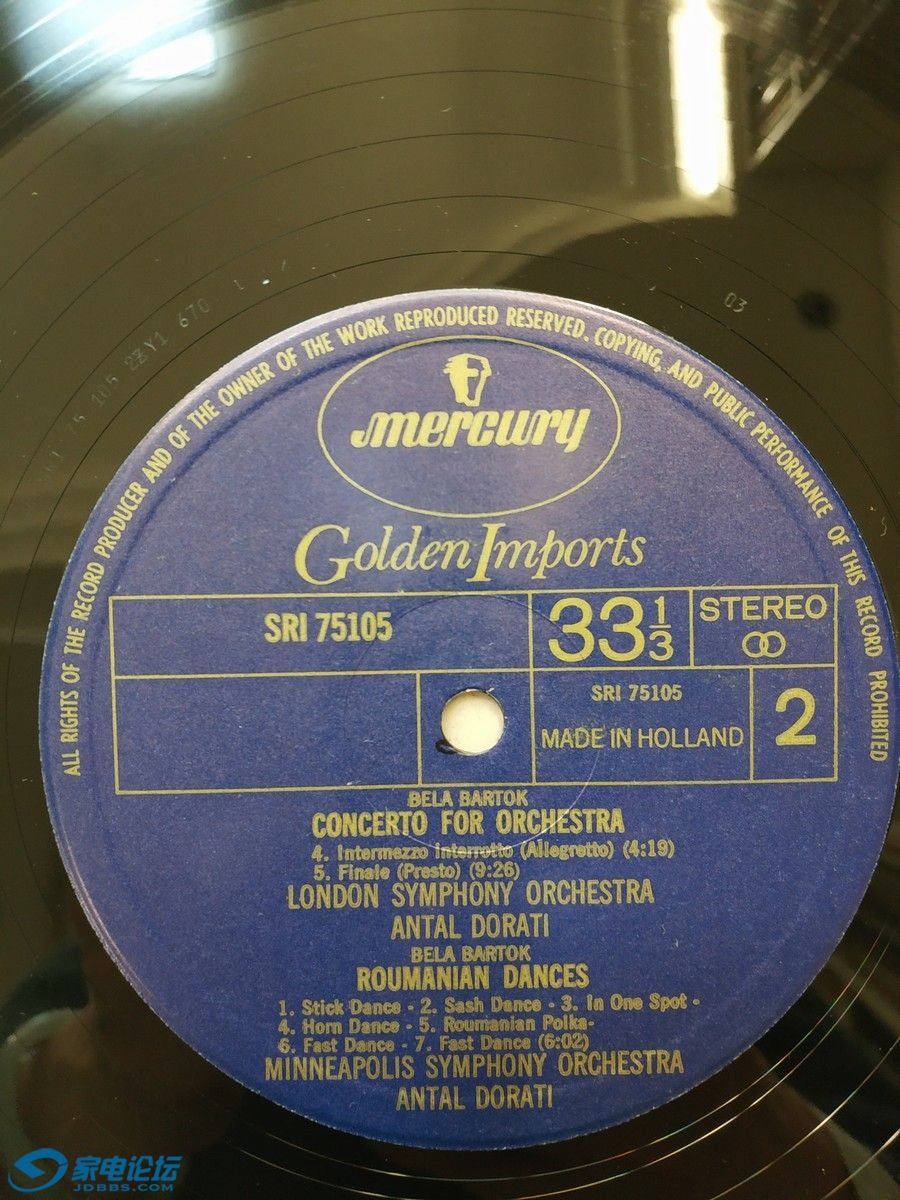 03
105 2ZY1 670 1
ALL RIGHTS OF THE RECORD PRODUCER AND OF THE OWNER OF THE WORK REPRODUCED RESERVED. COPYING, AND PUBLIC PERFORMANCE OF THIS RECORD PROHIBITED
mercury
Golden Imports
SRI 75105
33 1/3
STEREO
SRI 75105
MADE IN HOLLAND
2
BELA BARTOK
CONCERTO FOR ORCHESTRA
4. Intermezzo Interrotto (Allegretto) (4:19)
5. Finale (Presto) (9:26)
LONDON SYMPHONY ORCHESTRA
ANTAL DORATI
BELA BARTOK
ROUMANIAN DANCES
1. Stick Dance - 2. Sash Dance - 3. In One Spot -
4. Horn Dance - 5. Roumanian Polka-
6. Fast Dance - 7. Fast Dance (6:02)
MINNEAPOLIS SYMPHONY ORCHESTRA
ANTAL DORATI
家电论坛
JDBBS.COM